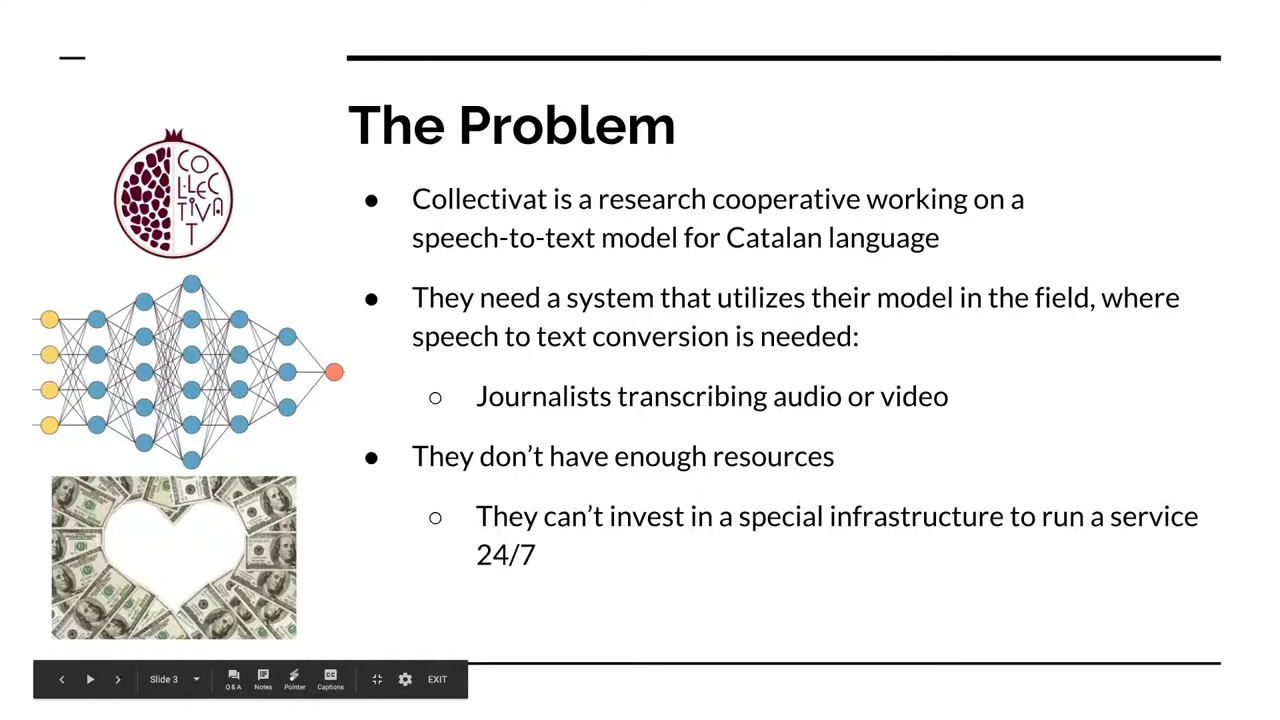 The Problem
CO
L·LEC
TIVA
T
● Collectivat is a research cooperative working on a
speech-to-text model for Catalan language
● They need a system that utilizes their model in the field, where
speech to text conversion is needed:
○ Journalists transcribing audio or video
● They don’t have enough resources
○ They can’t invest in a special infrastructure to run a service
24/7
Slide 3
Q & A Notes Pointer Captions EXIT